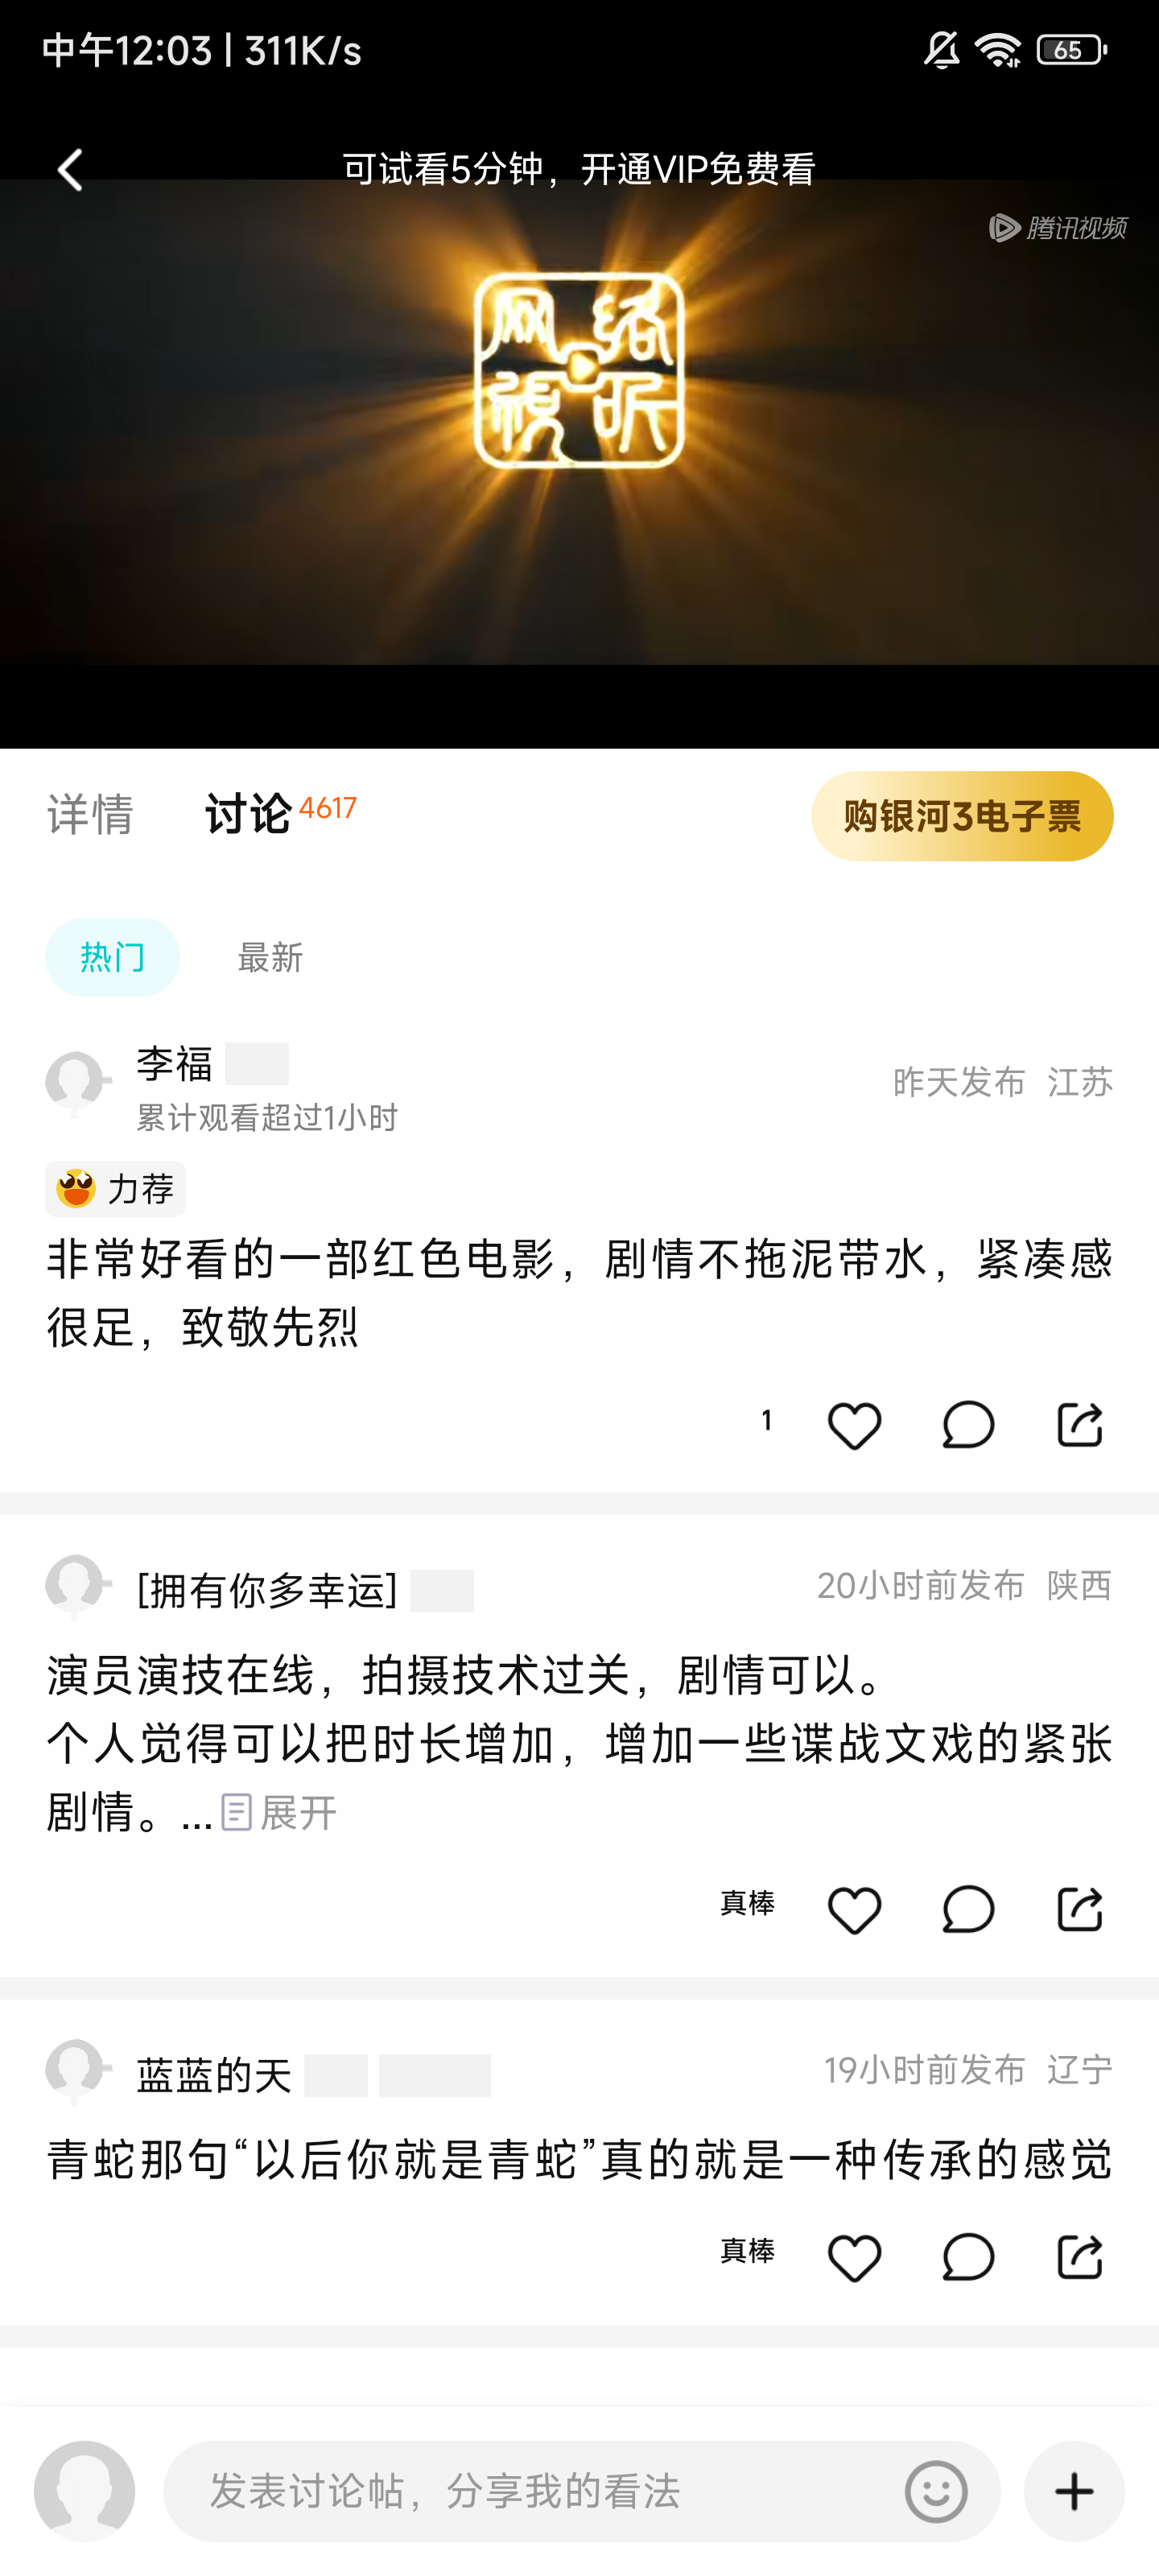 中午12:03 | 311K/s
65
可试看5分钟，开通VIP免费看
腾讯视频
网络
视听
详情
讨论 4617
购银河3电子票
热门
最新
李福
累计观看超过1小时
昨天发布 江苏
力荐
非常好看的一部红色电影，剧情不拖泥带水，紧凑感
很足，致敬先烈
1
[拥有你多幸运]
20小时前发布 陕西
演员演技在线，拍摄技术过关，剧情可以。
个人觉得可以把时长增加，增加一些谍战文戏的紧张
剧情。...展开
真棒
蓝蓝的天
19小时前发布 辽宁
青蛇那句“以后你就是青蛇”真的就是一种传承的感觉
真棒
发表讨论帖，分享我的看法